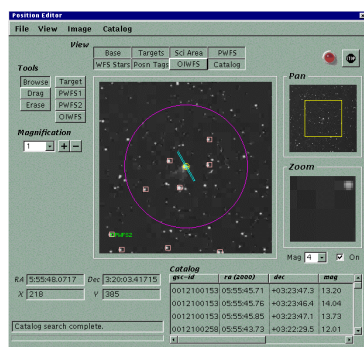 Position Editor
File View Image Catalog
View
Base Targets Sci Area PWFS
WFS Stars Posn Tags OIWFS Catalog
Tools
Browse Target
Drag PWFS1
Erase PWFS2
OIWFS
Magnification
1
PWFS2
Pan
Zoom
Mag 4 On
RA 5:55:48.0717 Dec 3:20:03.41715
X 218 Y 385
Catalog search complete.
Catalog
gsc-id ra (2000) dec mag
0012100153 05:55:45.71 +03:23:47.3 13.20
0012100153 05:55:45.76 +03:23:46.4 14.04
0012100153 05:55:45.85 +03:23:47.1 13.73
0012100258 05:55:43.73 +03:22:29.5 12.01